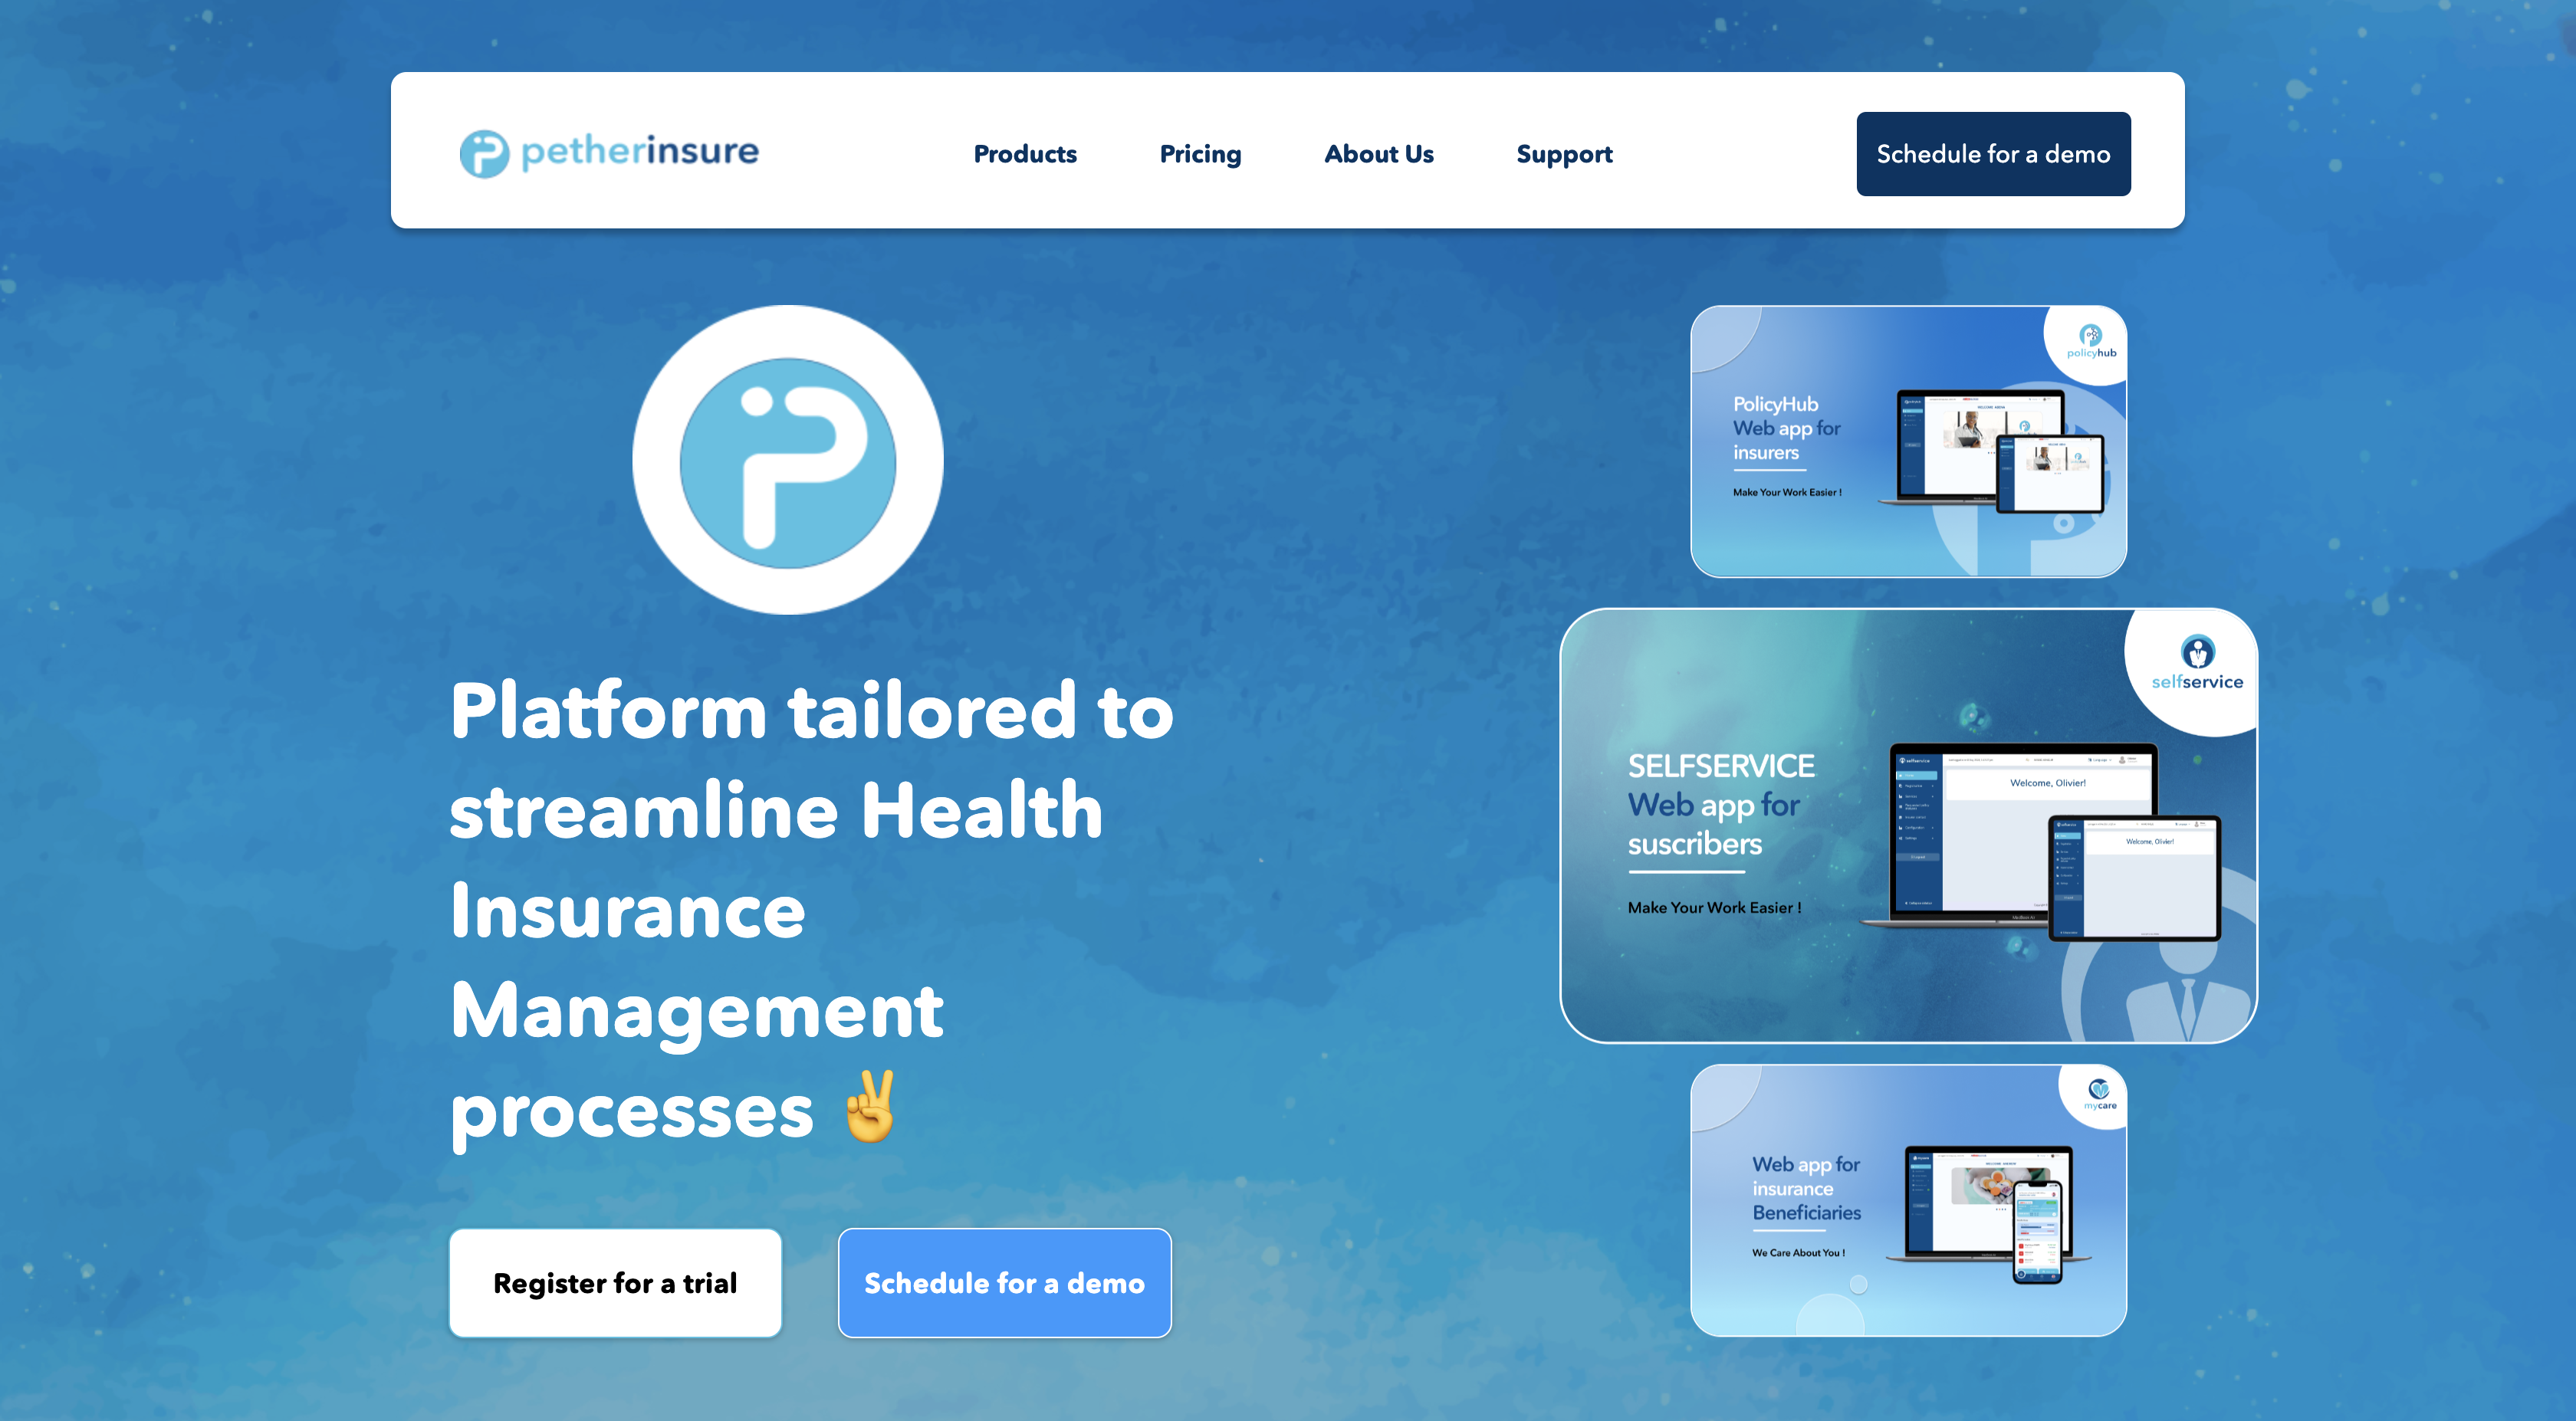 petherinsure
Products
Pricing
About Us
Support
Schedule for a demo
Platform tailored to
streamline Health
Insurance
Management
processes ✌️
Register for a trial
Schedule for a demo
policyhub
PolicyHub
Web app for
insurers
Make Your Work Easier !
selfservice
SELFSERVICE
Web app for
suscribers
Make Your Work Easier !
selfservice
Welcome, Olivier!
Welcome, Olivier!
mycare
Web app for
insurance
Beneficiaries
We Care About You !